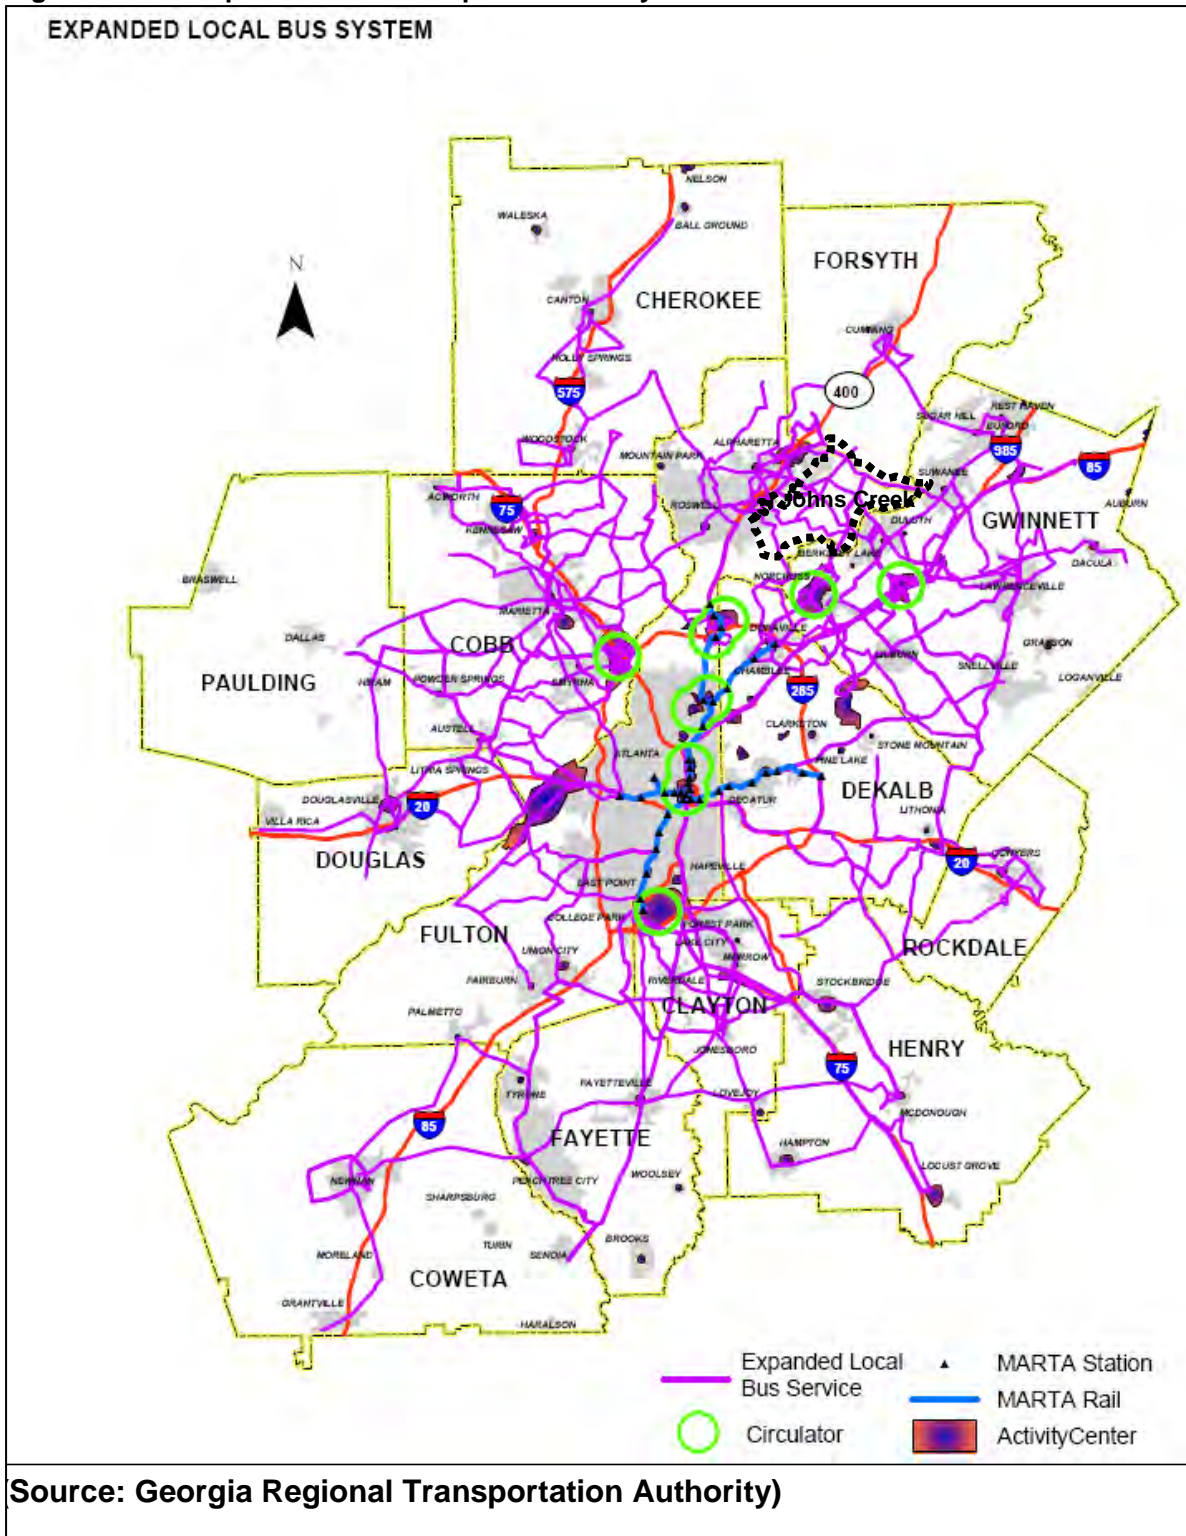 EXPANDED LOCAL BUS SYSTEM
NELSON
WALESKA
BALL GROUND
FORSYTH
N
CANTON
CHEROKEE
CUMMING
HOLLY SPRINGS
575
400
REST HAVEN
SUGAR HILL
BUFORD
WOODSTOCK
ALPHARETTA
985
MOUNTAIN PARK
85
SUWANEE
ACWORTH
75
Johns Creek
ROSWELL
AUBURN
KENNESAW
DULUTH
GWINNETT
BERKELEY LAKE
DACULA
BRASWELL
NORCROSS
LAWRENCEVILLE
MARIETTA
DALLAS
COBB
DORAVILLE
GRAYSON
LILBURN
SNELLVILLE
PAULDING
HIRAM
POWDER SPRINGS
SMYRNA
CHAMBLEE
LOGANVILLE
285
AUSTELL
CLARKSTON
ATLANTA
STONE MOUNTAIN
PINE LAKE
LITHIA SPRINGS
DOUGLASVILLE
20
DECATUR
DEKALB
LITHONIA
VILLA RICA
DOUGLAS
20
CONYERS
HAPEVILLE
EAST POINT
COLLEGE PARK
FOREST PARK
FULTON
LAKE CITY
ROCKDALE
UNION CITY
MORROW
FAIRBURN
RIVERDALE
STOCKBRIDGE
CLAYTON
PALMETTO
JONESBORO
HENRY
75
TYRONE
FAYETTEVILLE
LOVEJOY
MCDONOUGH
85
FAYETTE
HAMPTON
LOCUST GROVE
NEWNAN
PEACHTREE CITY
WOOLSEY
SHARPSBURG
TURIN
BROOKS
MORELAND
SENOIA
COWETA
GRANTVILLE
HARALSON
Expanded Local
Bus Service
MARTA Station
MARTA Rail
Circulator
ActivityCenter
(Source: Georgia Regional Transportation Authority)